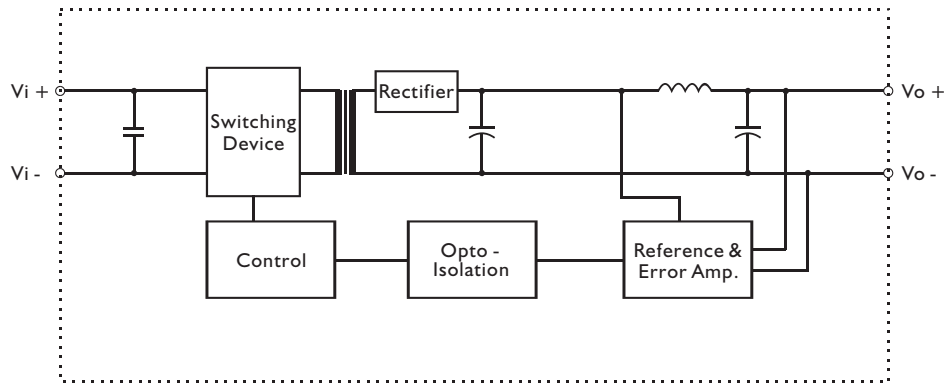 Vi +
Switching
Device
Rectifier
Vo +
Vi -
Vo -
Control
Opto -
Isolation
Reference &
Error Amp.